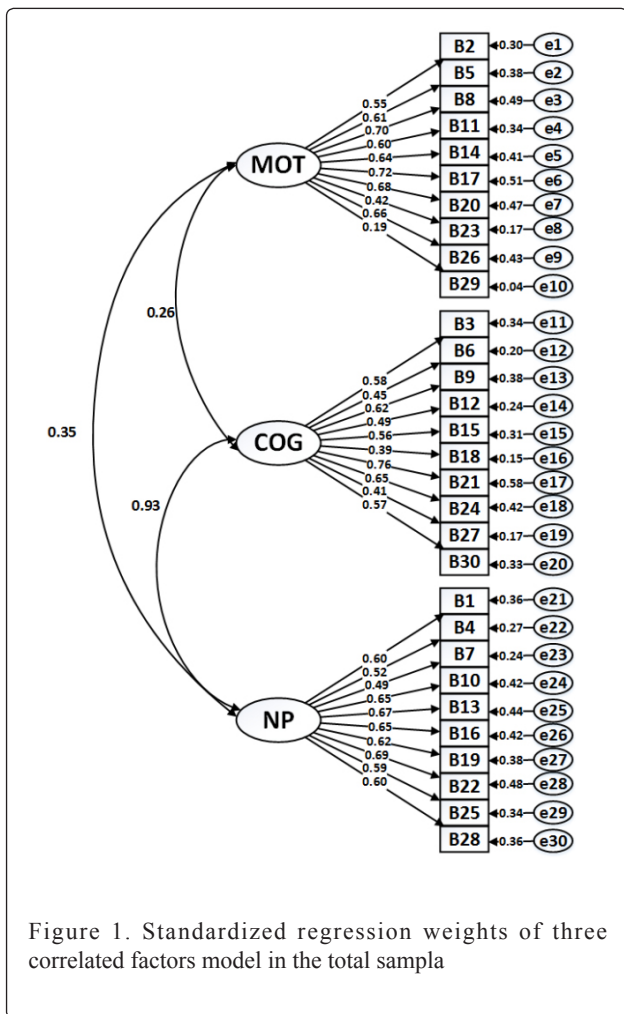 B2 0.30 e1
0.55 B5 0.38 e2
0.61 B8 0.49 e3
0.70 B11 0.34 e4
0.60 B14 0.41 e5
MOT 0.64 B17 0.51 e6
0.72 B20 0.47 e7
0.68 B23 0.17 e8
0.42 B26 0.43 e9
0.66 B29 0.04 e10
0.19
0.26
B3 0.34 e11
B6 0.20 e12
0.58 B9 0.38 e13
0.45 B12 0.24 e14
0.62 B15 0.31 e15
0.49 B18 0.15 e16
0.35 COG 0.56 B21 0.58 e17
0.39 B24 0.42 e18
0.76 B27 0.17 e19
0.65 B30 0.33 e20
0.41
0.57
0.93
B1 0.36 e21
B4 0.27 e22
0.60 B7 0.24 e23
0.52 B10 0.42 e24
0.49 B13 0.44 e25
0.65 B16 0.42 e26
NP 0.67 B19 0.38 e27
0.65 B22 0.48 e28
0.62 B25 0.34 e29
0.69 B28 0.36 e30
0.59
0.60
Figure 1. Standardized regression weights of three
correlated factors model in the total sampla